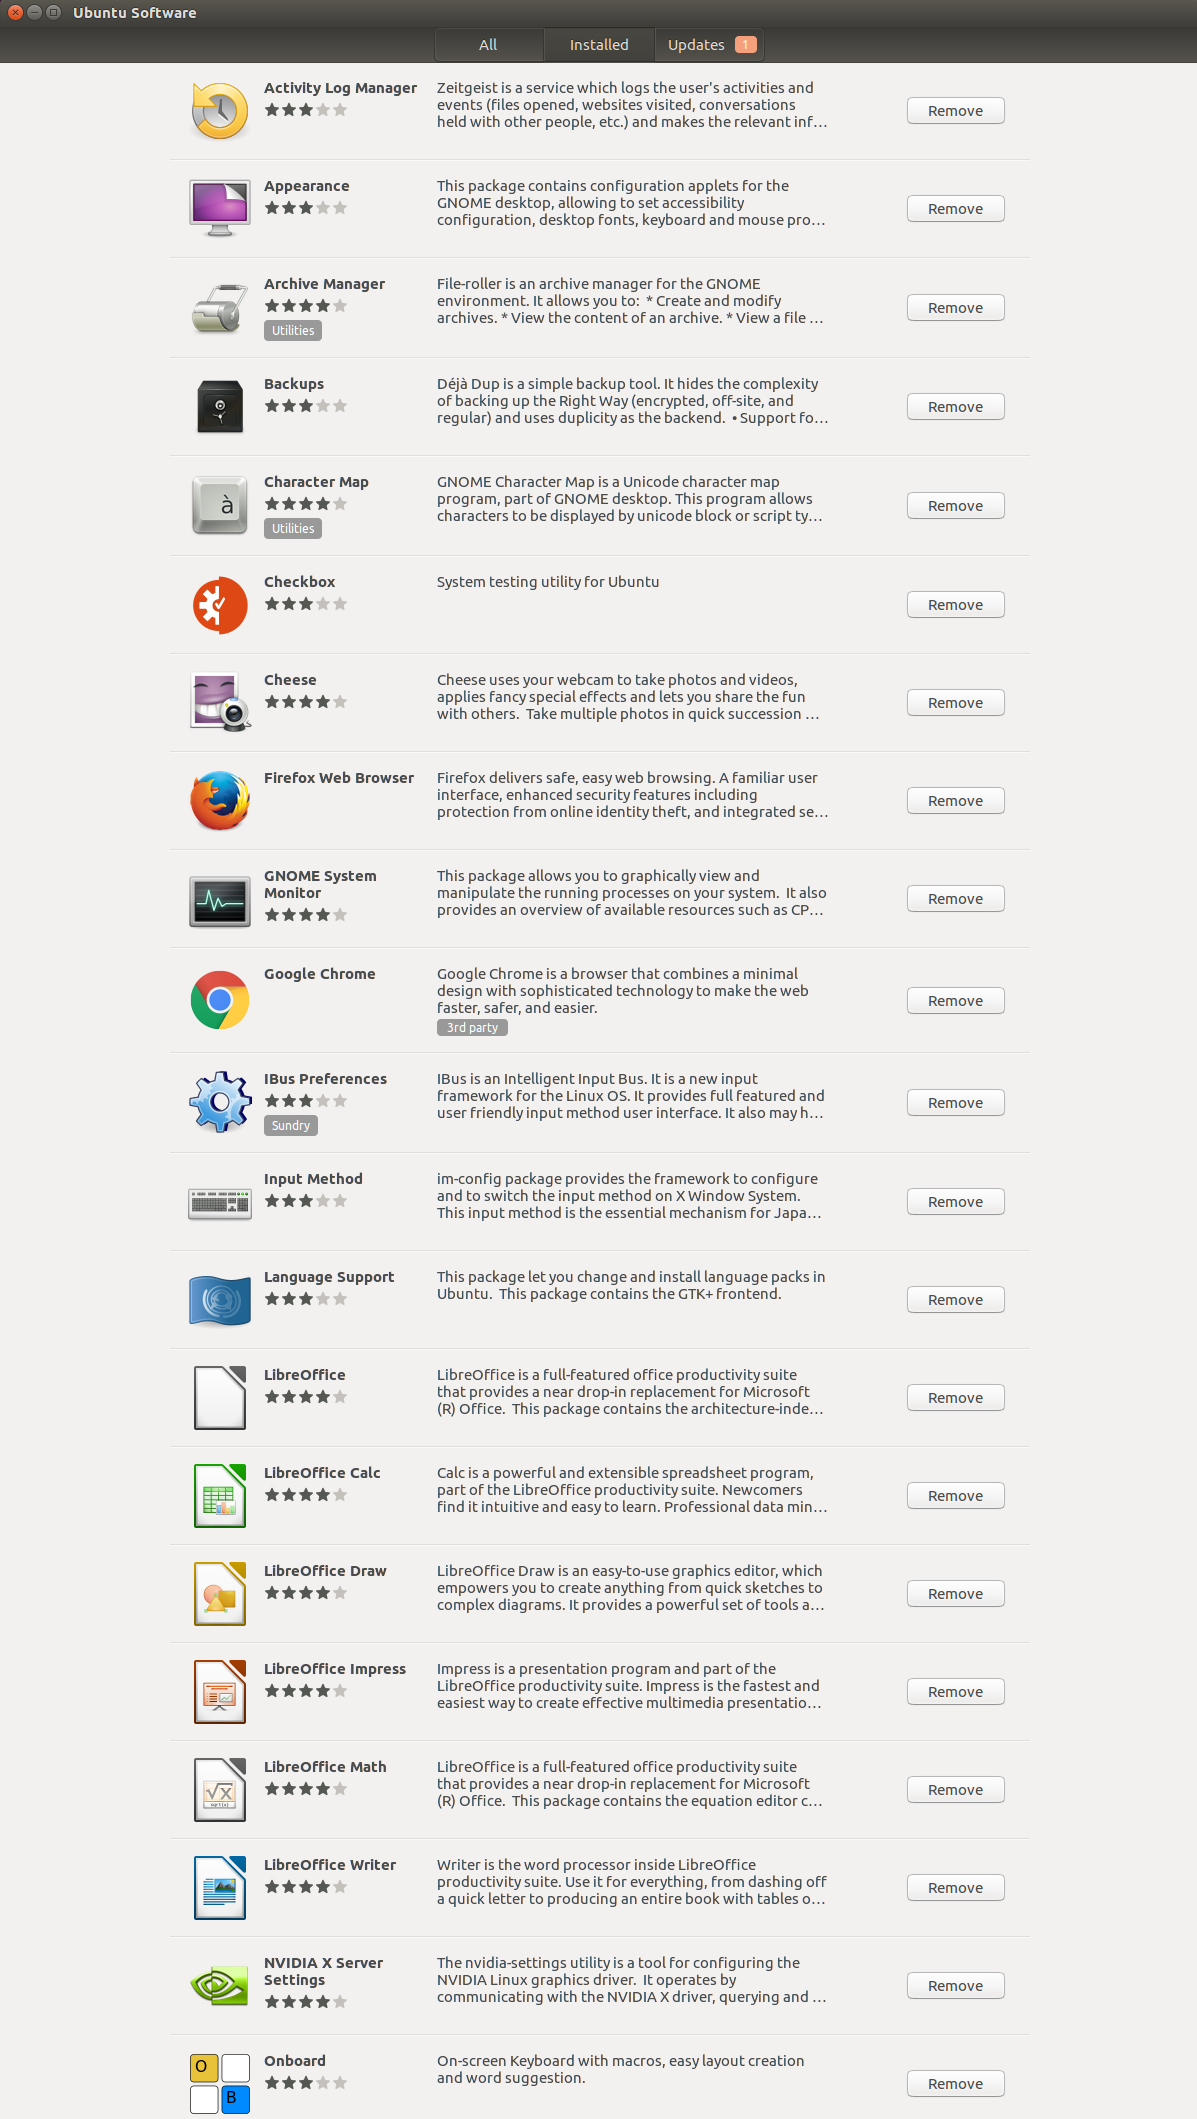 Ubuntu Software
All
Installed
Updates 1
Activity Log Manager
Zeitgeist is a service which logs the user's activities and
events (files opened, websites visited, conversations
held with other people, etc.) and makes the relevant inf…
Remove
Appearance
This package contains configuration applets for the
GNOME desktop, allowing to set accessibility
configuration, desktop fonts, keyboard and mouse pro…
Remove
Archive Manager
Utilities
File-roller is an archive manager for the GNOME
environment. It allows you to:  * Create and modify
archives. * View the content of an archive. * View a file …
Remove
Backups
Déjà Dup is a simple backup tool. It hides the complexity
of backing up the Right Way (encrypted, off-site, and
regular) and uses duplicity as the backend.  • Support fo…
Remove
à
Character Map
Utilities
GNOME Character Map is a Unicode character map
program, part of GNOME desktop. This program allows
characters to be displayed by unicode block or script ty…
Remove
Checkbox
System testing utility for Ubuntu
Remove
Cheese
Cheese uses your webcam to take photos and videos,
applies fancy special effects and lets you share the fun
with others.  Take multiple photos in quick succession …
Remove
Firefox Web Browser
Firefox delivers safe, easy web browsing. A familiar user
interface, enhanced security features including
protection from online identity theft, and integrated se…
Remove
GNOME System
Monitor
This package allows you to graphically view and
manipulate the running processes on your system.  It also
provides an overview of available resources such as CP…
Remove
Google Chrome
Google Chrome is a browser that combines a minimal
design with sophisticated technology to make the web
faster, safer, and easier.
3rd party
Remove
IBus Preferences
Sundry
IBus is an Intelligent Input Bus. It is a new input
framework for the Linux OS. It provides full featured and
user friendly input method user interface. It also may h…
Remove
Input Method
im-config package provides the framework to configure
and to switch the input method on X Window System.
This input method is the essential mechanism for Japa…
Remove
Language Support
This package let you change and install language packs in
Ubuntu.  This package contains the GTK+ frontend.
Remove
LibreOffice
LibreOffice is a full-featured office productivity suite
that provides a near drop-in replacement for Microsoft
(R) Office.  This package contains the architecture-inde…
Remove
LibreOffice Calc
Calc is a powerful and extensible spreadsheet program,
part of the LibreOffice productivity suite. Newcomers
find it intuitive and easy to learn. Professional data min…
Remove
LibreOffice Draw
LibreOffice Draw is an easy-to-use graphics editor, which
empowers you to create anything from quick sketches to
complex diagrams. It provides a powerful set of tools a…
Remove
LibreOffice Impress
Impress is a presentation program and part of the
LibreOffice productivity suite. Impress is the fastest and
easiest way to create effective multimedia presentatio…
Remove
√x
sqrt(x)
LibreOffice Math
LibreOffice is a full-featured office productivity suite
that provides a near drop-in replacement for Microsoft
(R) Office.  This package contains the equation editor c…
Remove
LibreOffice Writer
Writer is the word processor inside LibreOffice
productivity suite. Use it for everything, from dashing off
a quick letter to producing an entire book with tables o…
Remove
NVIDIA X Server
Settings
The nvidia-settings utility is a tool for configuring the
NVIDIA Linux graphics driver.  It operates by
communicating with the NVIDIA X driver, querying and …
Remove
O
B
Onboard
On-screen Keyboard with macros, easy layout creation
and word suggestion.
Remove